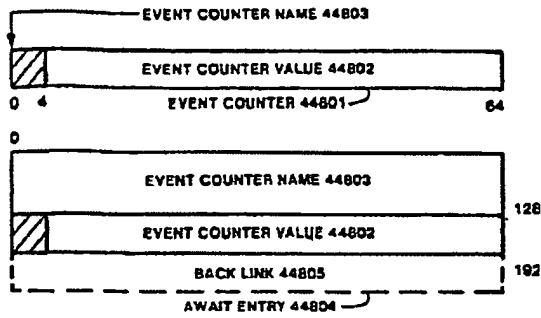 EVENT COUNTER NAME 44803
EVENT COUNTER VALUE 44802
0 4 EVENT COUNTER 44801 64
0
EVENT COUNTER NAME 44803
128
EVENT COUNTER VALUE 44802
BACK LINK 44805 192
AWAIT ENTRY 44804